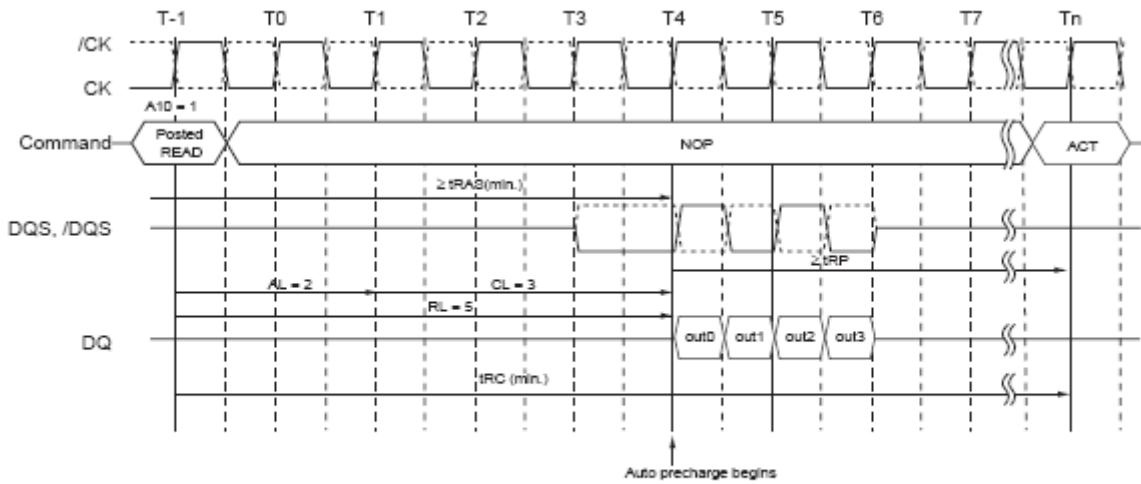 T-1 T0 T1 T2 T3 T4 T5 T6 T7 Tn
/CK
CK
A10 = 1
Command
Posted
READ
NOP
ACT
≥ tRAS(min.)
DQS, /DQS
≥ tRP
AL = 2
CL = 3
RL = 5
DQ
out0 out1 out2 out3
tRC (min.)
Auto precharge begins